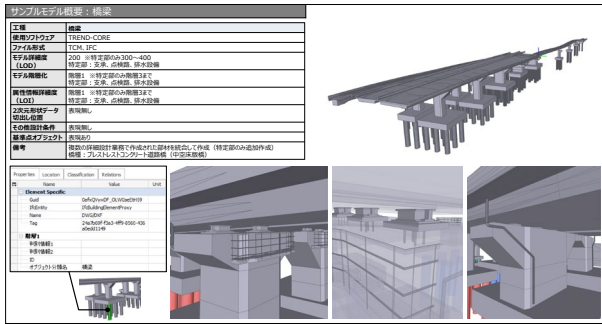 サンプルモデル概要：橋梁
工種 橋梁
使用ソフトウェア TREND-CORE
ファイル形式 TCM, IFC
モデル詳細度（LOD） 200 ※特定部のみ300～400
特定部：支承、点検路、排水設備
モデル階層化 階層1 ※特定部のみ階層3まで
特定部：支承、点検路、排水設備
属性情報詳細度（LOI） 階層1 ※特定部のみ階層3まで
特定部：支承、点検路、排水設備
2次元形状データ切出し位置 表現無し
その他設計条件 表現無し
基準点オブジェクト 表現あり
備考 複数の詳細設計業務で作成された部材を統合して作成（特定部のみ追加作成）
橋種：プレストレストコンクリート道路橋（中空床版橋）
Properties Location Classification Relations
Name Value Unit
Element Specific
Guid
IfcEntity IfcBuildingElementProxy
Name DWG/DXF
Tag
階層1
判読情報1
判読情報2
ID
オブジェクト分類名 橋梁